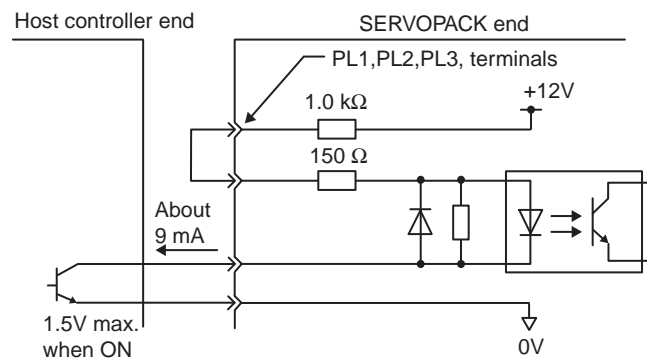 Host controller end
SERVOPACK end
PL1,PL2,PL3, terminals
1.0 kΩ
+12V
150 Ω
About
9 mA
1.5V max.
when ON
0V